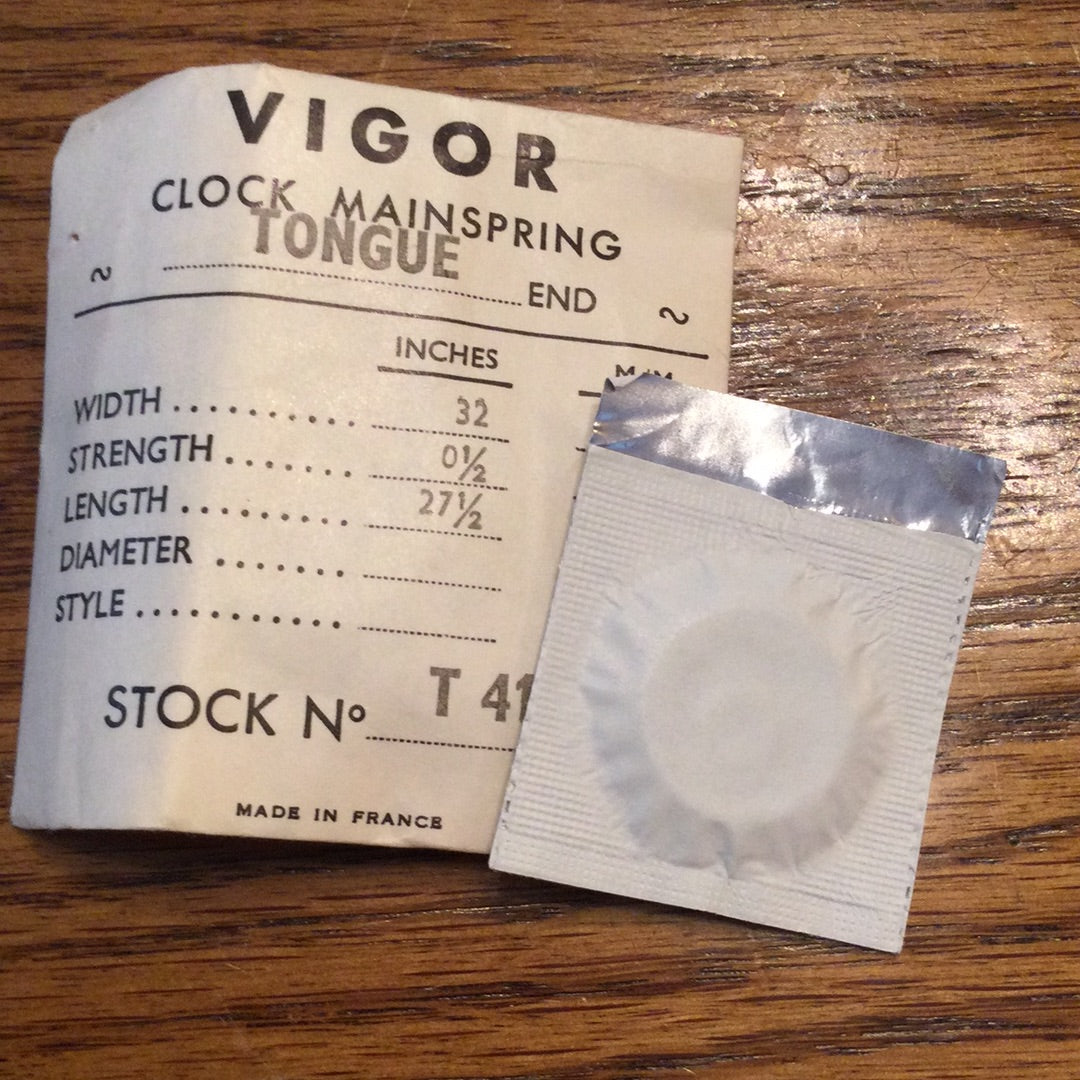 VIGOR
CLOCK MAINSPRING
TONGUE
~ ........ END ~
INCHES M/M
WIDTH .......... 32
STRENGTH ....... 0½
LENGTH .......... 27½
DIAMETER .......
STYLE ...........
STOCK Nº T 41
MADE IN FRANCE